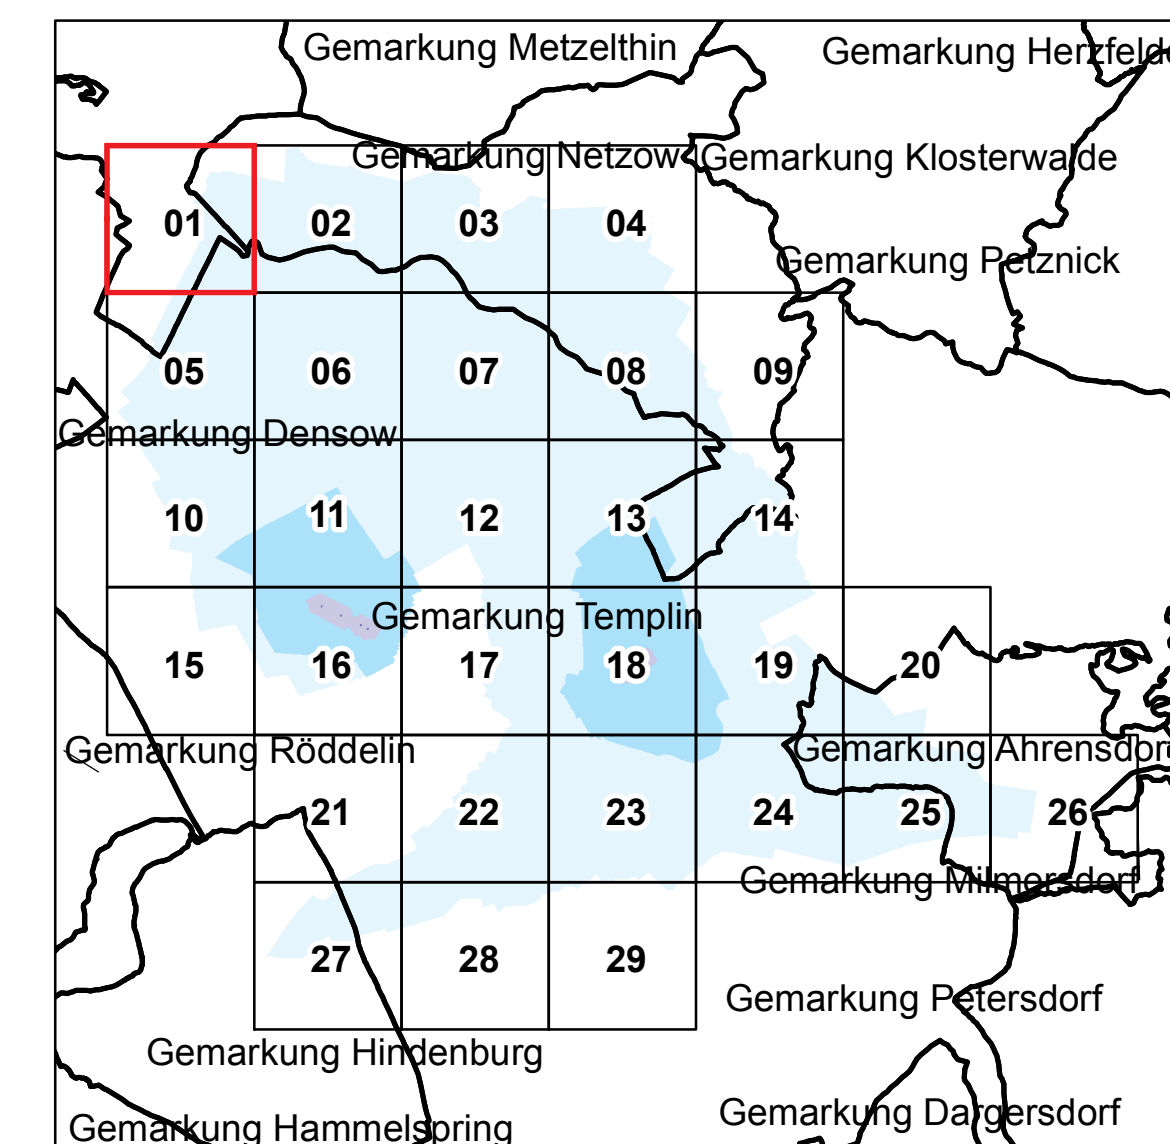 Gemarkung Metzelthin
Gemarkung Herzfelde
Gemarkung Netzow
Gemarkung Klosterwalde
01
02
03
04
Gemarkung Petznick
05
06
07
08
09
Gemarkung Densow
10
11
12
13
14
Gemarkung Templin
15
16
17
18
19
20
Gemarkung Röddelin
Gemarkung Ahrensdorf
21
22
23
24
25
26
Gemarkung Milmersdorf
27
28
29
Gemarkung Petersdorf
Gemarkung Hindenburg
Gemarkung Dargersdorf
Gemarkung Hammelspring